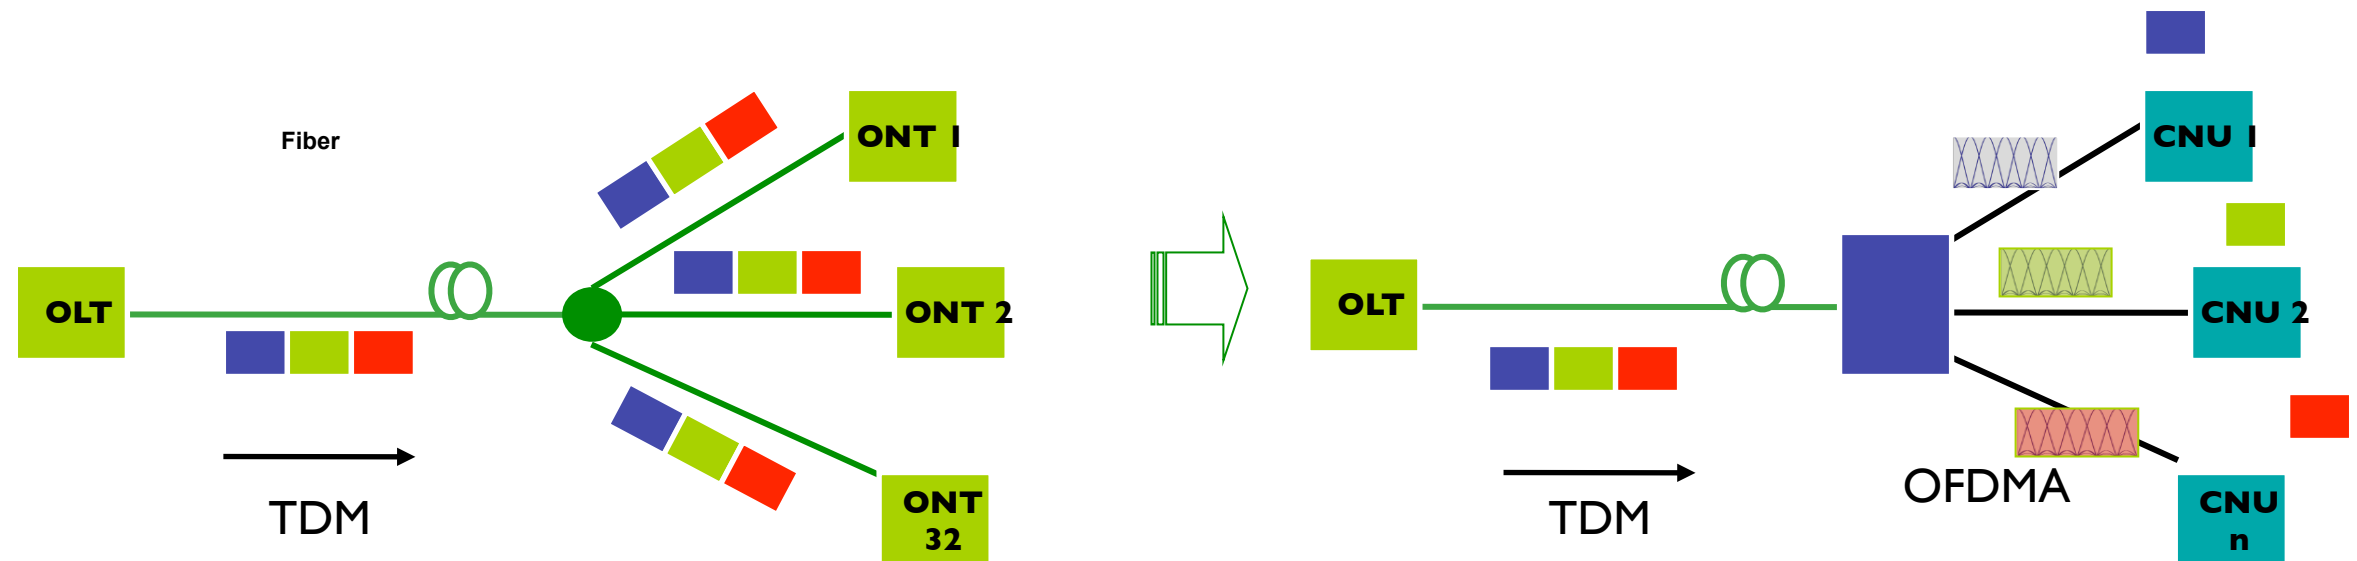 Fiber
OLT
ONT 1
ONT 2
ONT
32
TDM
OLT
CNU 1
CNU 2
CNU
n
TDM
OFDMA